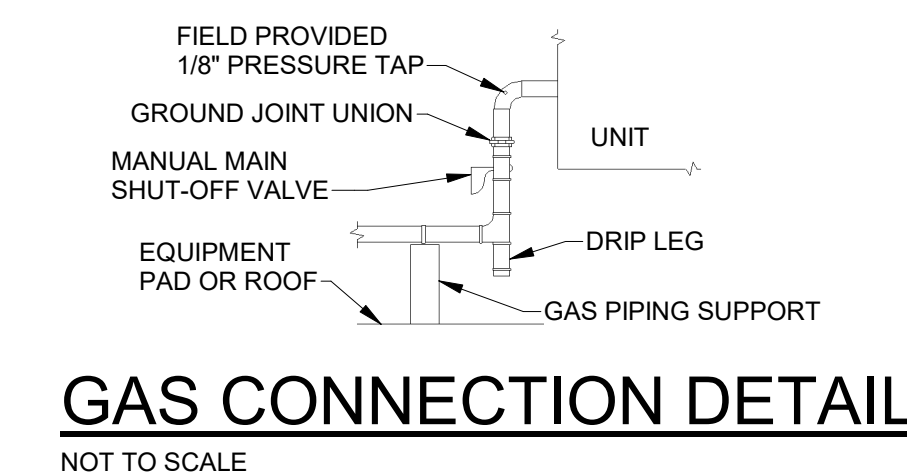 FIELD PROVIDED
1/8" PRESSURE TAP
GROUND JOINT UNION
UNIT
MANUAL MAIN
SHUT-OFF VALVE
DRIP LEG
EQUIPMENT
PAD OR ROOF
GAS PIPING SUPPORT
GAS CONNECTION DETAIL
NOT TO SCALE